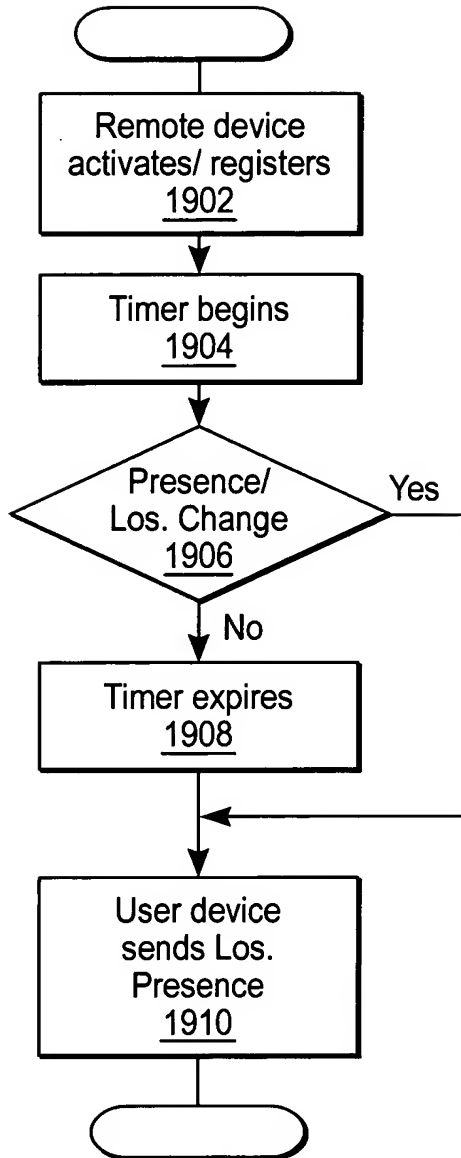 Remote device
activates/ registers
1902
Timer begins
1904
Presence/
Los. Change
1906
Yes
No
Timer expires
1908
User device
sends Los.
Presence
1910